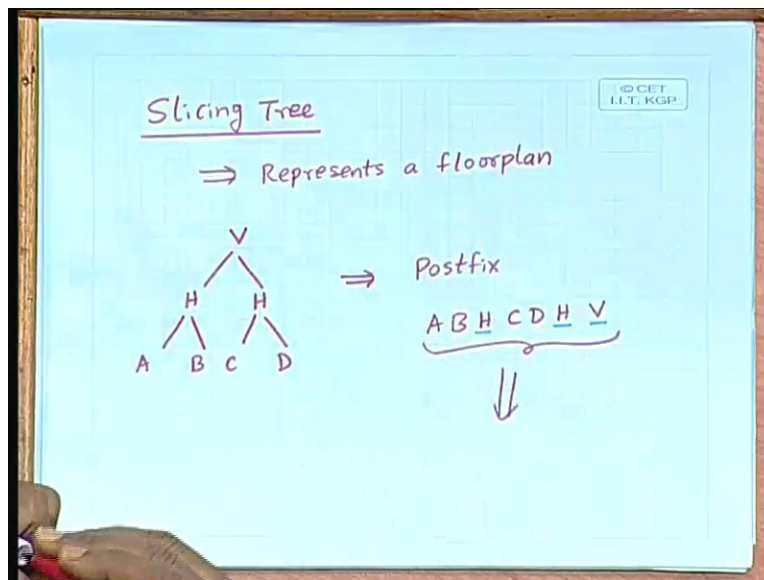 © CET
I.I.T. KGP
Slicing Tree
⇒ Represents a floorplan
V
⇒ Postfix
H H
A B H C D H V
A B C D